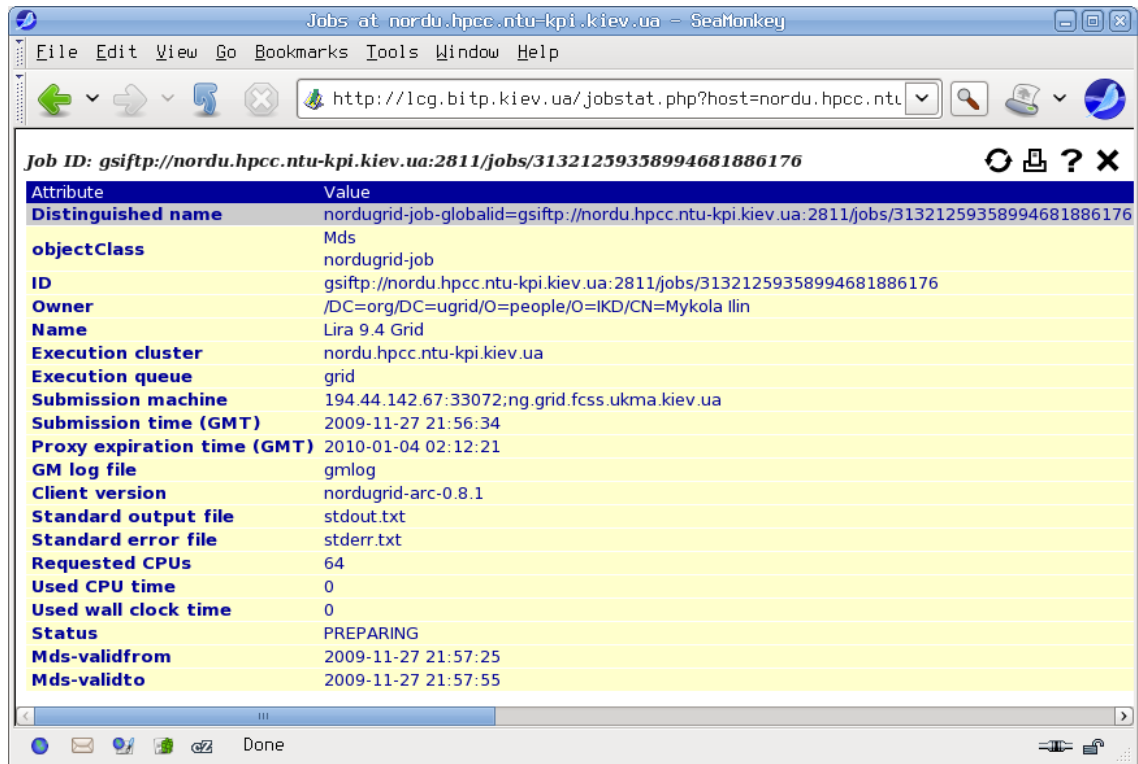 Jobs at nordu.hpcc.ntu-kpi.kiev.ua - SeaMonkey
File Edit View Go Bookmarks Tools Window Help
http://lcg.bitp.kiev.ua/jobstat.php?host=nordu.hpcc.ntu
Job ID: gsiftp://nordu.hpcc.ntu-kpi.kiev.ua:2811/jobs/31321259358994681886176
Attribute Value
Distinguished name nordugrid-job-globalid=gsiftp://nordu.hpcc.ntu-kpi.kiev.ua:2811/jobs/31321259358994681886176
objectClass Mds
nordugrid-job
ID gsiftp://nordu.hpcc.ntu-kpi.kiev.ua:2811/jobs/31321259358994681886176
Owner /DC=org/DC=ugrid/O=people/O=IKD/CN=Mykola Ilin
Name Lira 9.4 Grid
Execution cluster nordu.hpcc.ntu-kpi.kiev.ua
Execution queue grid
Submission machine 194.44.142.67:33072;ng.grid.fcss.ukma.kiev.ua
Submission time (GMT) 2009-11-27 21:56:34
Proxy expiration time (GMT) 2010-01-04 02:12:21
GM log file gmlog
Client version nordugrid-arc-0.8.1
Standard output file stdout.txt
Standard error file stderr.txt
Requested CPUs 64
Used CPU time 0
Used wall clock time 0
Status PREPARING
Mds-validfrom 2009-11-27 21:57:25
Mds-validto 2009-11-27 21:57:55
Done